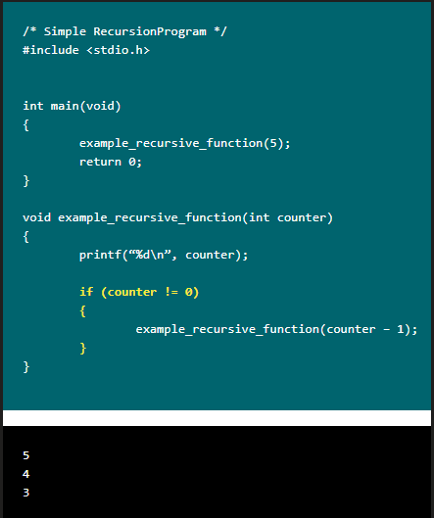 /* Simple RecursionProgram */
#include <stdio.h>
int main(void)
{
example_recursive_function(5);
return 0;
}
void example_recursive_function(int counter)
{
printf(“%d\n”, counter);
if (counter != 0)
{
example_recursive_function(counter – 1);
}
}
5
4
3